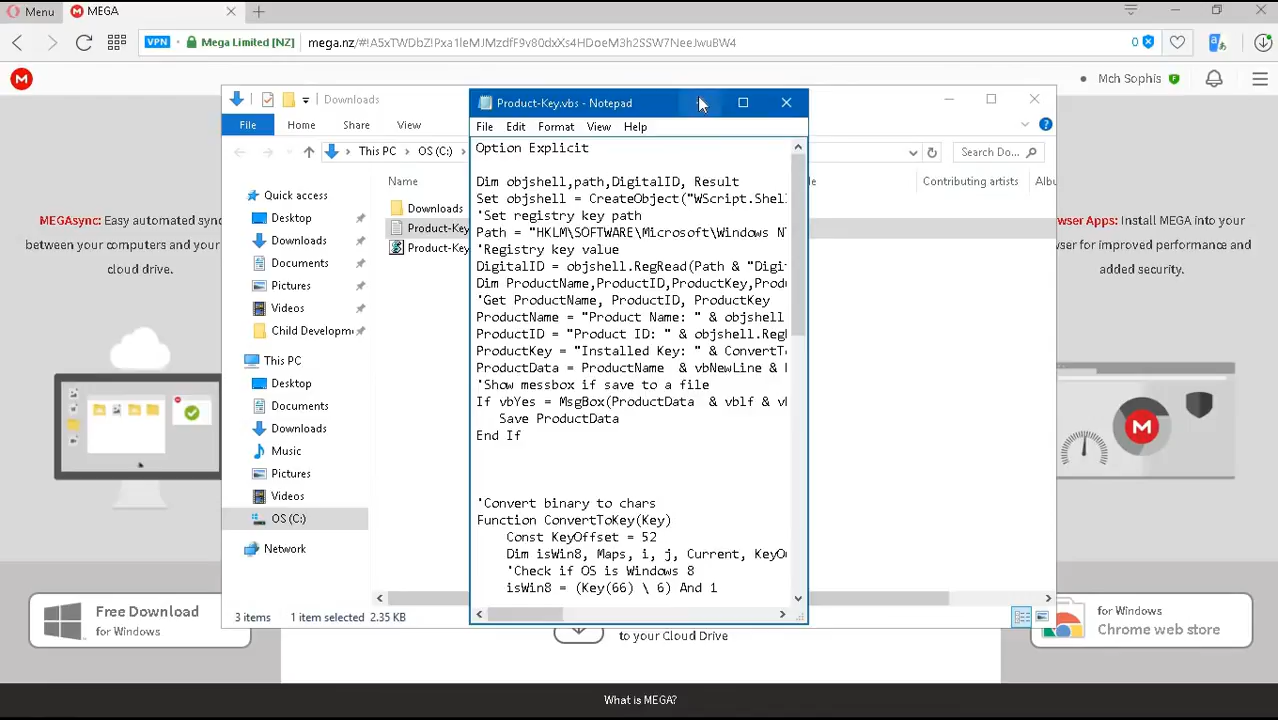 Menu
MEGA
VPN
Mega Limited [NZ]
mega.nz/#!A5xTWDbZ!Pxa1leMJMzdfF9v80dxXs4HDoeM3h2SSW7NeeJwuBW4
0
Mch Sophis
Downloads
File
Home
Share
View
This PC
OS (C:)
Search Do...
Name
Contributing artists
Albu
Quick access
Desktop
Downloads
Documents
Pictures
Videos
Child Developm
This PC
Desktop
Documents
Downloads
Music
Pictures
Videos
OS (C:)
Network
Downloads
Product-Key
Product-Key
3 items
1 item selected 2.35 KB
Product-Key.vbs - Notepad
File
Edit
Format
View
Help
Option Explicit
Dim objshell,path,DigitalID, Result
Set objshell = CreateObject("WScript.Shel
'Set registry key path
Path = "HKLM\SOFTWARE\Microsoft\Windows N
'Registry key value
DigitalID = objshell.RegRead(Path & "Digi
Dim ProductName,ProductID,ProductKey,Prod
'Get ProductName, ProductID, ProductKey
ProductName = "Product Name: " & objshell
ProductID = "Product ID: " & objshell.Reg
ProductKey = "Installed Key: " & ConvertT
ProductData = ProductName & vbNewLine &
'Show messbox if save to a file
If vbYes = MsgBox(ProductData & vblf & vb
Save ProductData
End If
'Convert binary to chars
Function ConvertToKey(Key)
Const KeyOffset = 52
Dim isWin8, Maps, i, j, Current, KeyO
'Check if OS is Windows 8
isWin8 = (Key(66) \ 6) And 1
MEGAsync: Easy automated sync
between your computers and your
cloud drive.
wser Apps: Install MEGA into your
wser for improved performance and
added security.
Free Download
for Windows
to your Cloud Drive
for Windows
Chrome web store
What is MEGA?